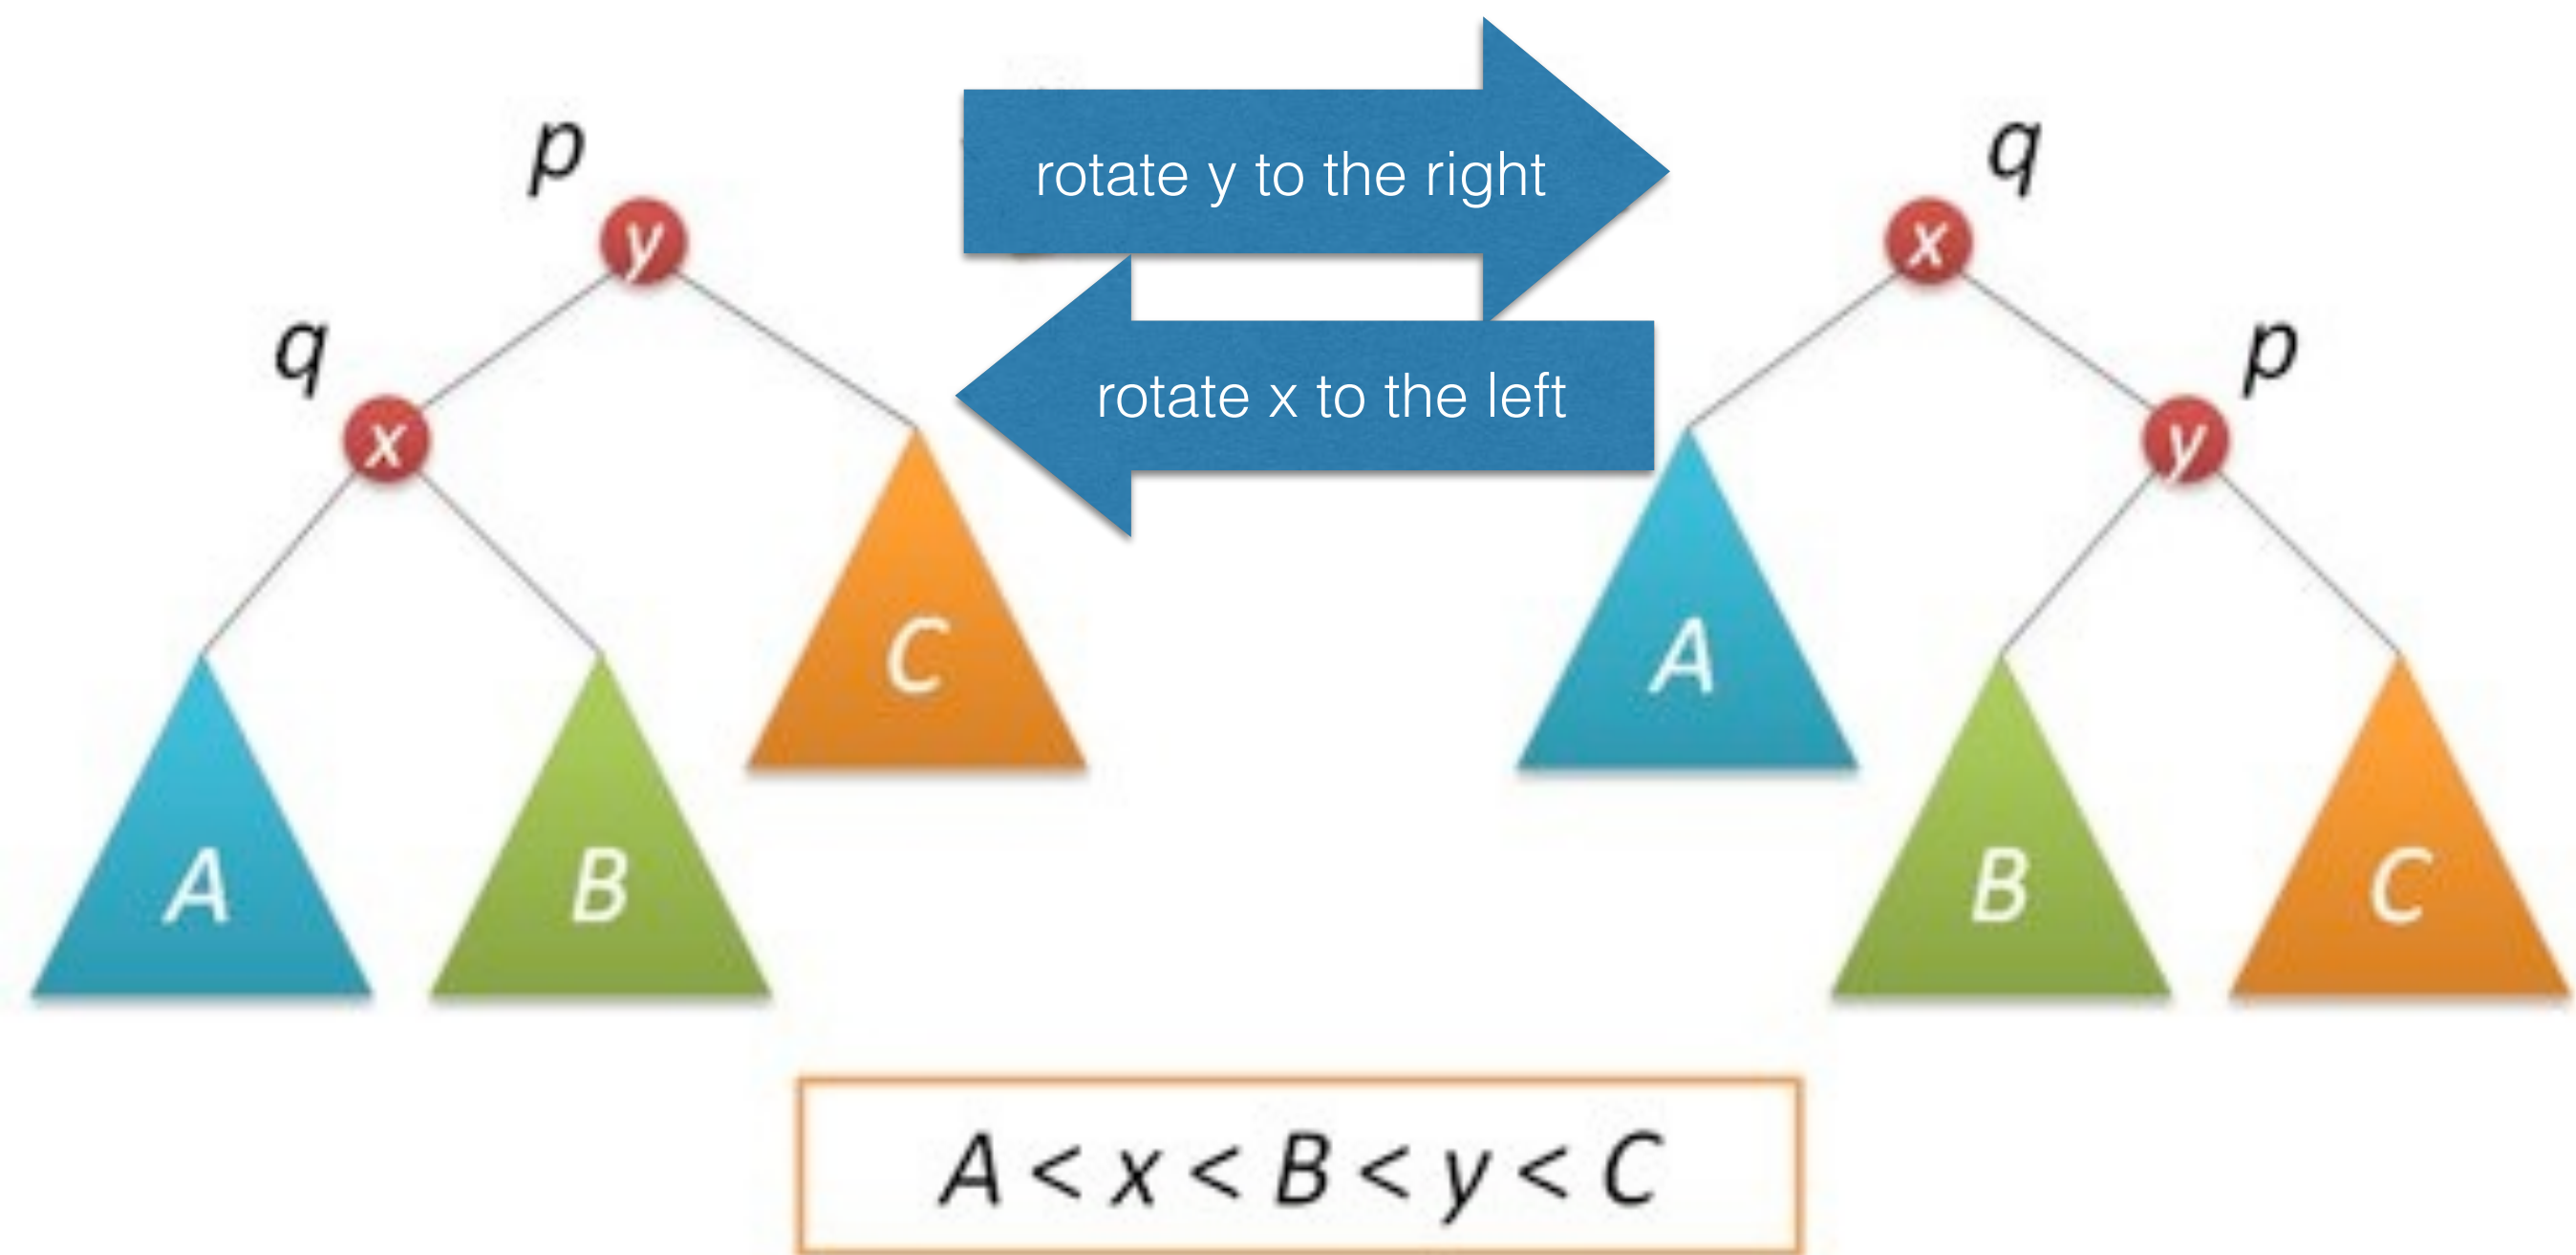 p
y
q
x
A
B
C
rotate y to the right
rotate x to the left
q
x
p
y
A
B
C
A < x < B < y < C